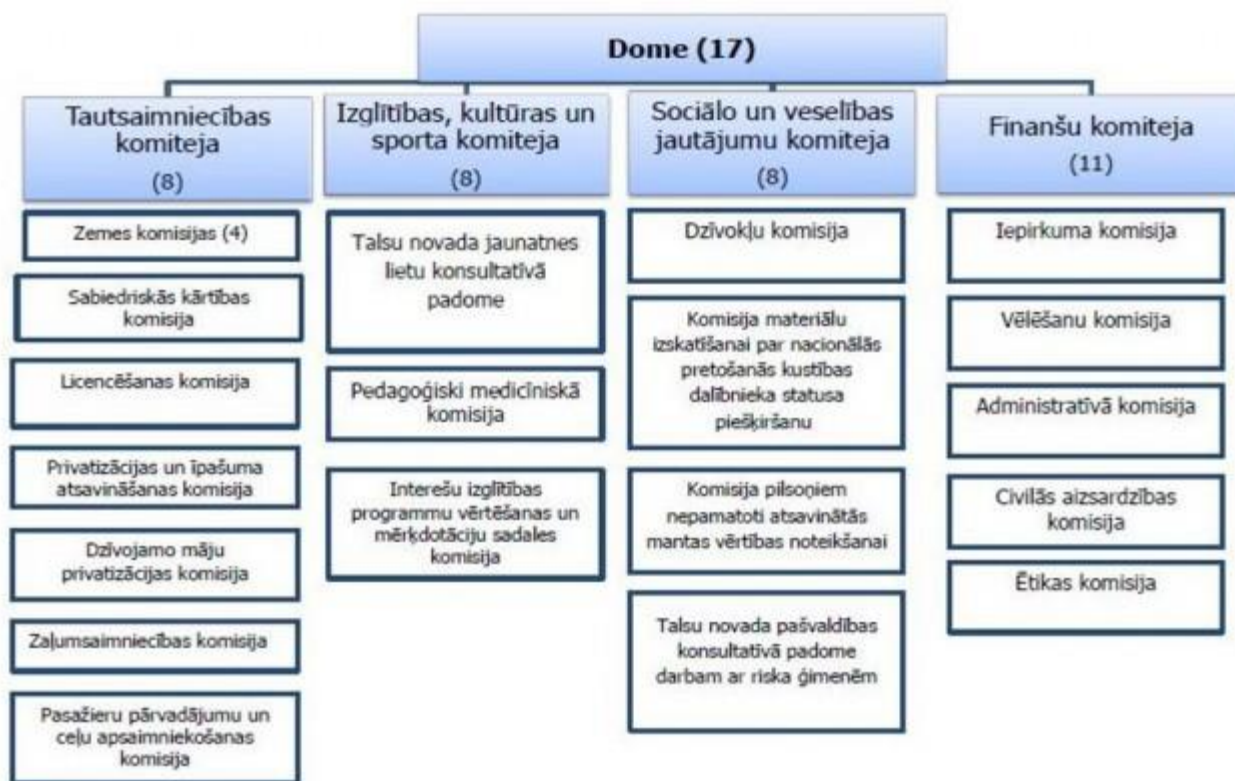 Dome (17)
Tautsaimniecības
komiteja
(8)
Zemes komisijas (4)
Sabiedriskās kārtības
komisija
Licencēšanas komisija
Privatizācijas un īpašuma
atsavināšanas komisija
Dzīvojamo māju
privatizācijas komisija
Zaļumsaimniecības komisija
Pasažieru pārvadājumu un
ceļu apsaimniekošanas
komisija
Izglītības, kultūras un
sporta komiteja
(8)
Talsu novada jaunatnes
lietu konsultatīvā
padome
Pedagoģiski medicīniskā
komisija
Interešu izglītības
programmu vērtēšanas un
mērķdotāciju sadales
komisija
Sociālo un veselības
jautājumu komiteja
(8)
Dzīvokļu komisija
Komisija materiālu
izskatīšanai par nacionālās
pretošanās kustības
dalībnieka statusa
piešķiršanu
Komisija pilsoņiem
nepamatoti atsavinātās
mantas vērtības noteikšanai
Talsu novada pašvaldības
konsultatīvā padome
darbam ar riska ģimenēm
Finanšu komiteja
(11)
Iepirkuma komisija
Vēlēšanu komisija
Administratīvā komisija
Civilās aizsardzības
komisija
Ētikas komisija